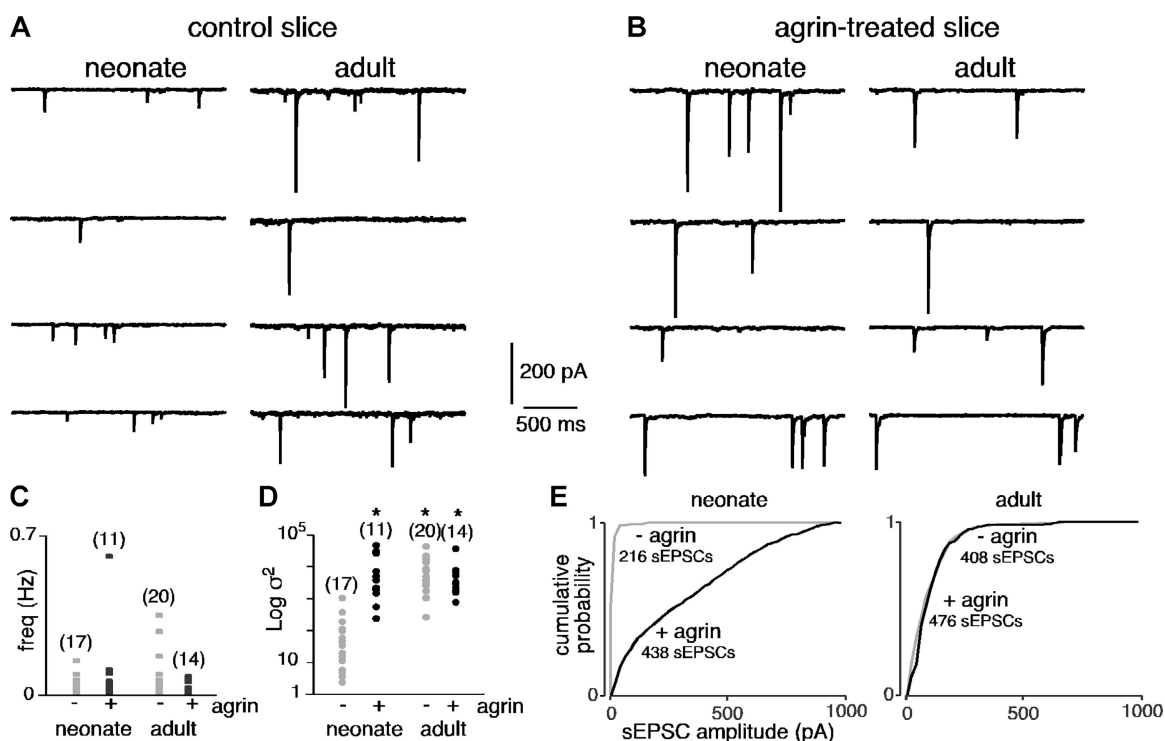 A
control slice
neonate
adult
B
agrin-treated slice
neonate
adult
200 pA
500 ms
C
freq (Hz)
0.7
0
(17)
(11)
(20)
(14)
- + - + agrin
neonate adult
D
Log σ²
10⁵
10
1
(17)
*
(11)
*
(20)
*
(14)
- + - + agrin
neonate adult
E
cumulative
probability
neonate
1
0
- agrin
216 sEPSCs
+ agrin
438 sEPSCs
0 500 1000
sEPSC amplitude (pA)
adult
1
0
- agrin
408 sEPSCs
+ agrin
476 sEPSCs
0 500 1000